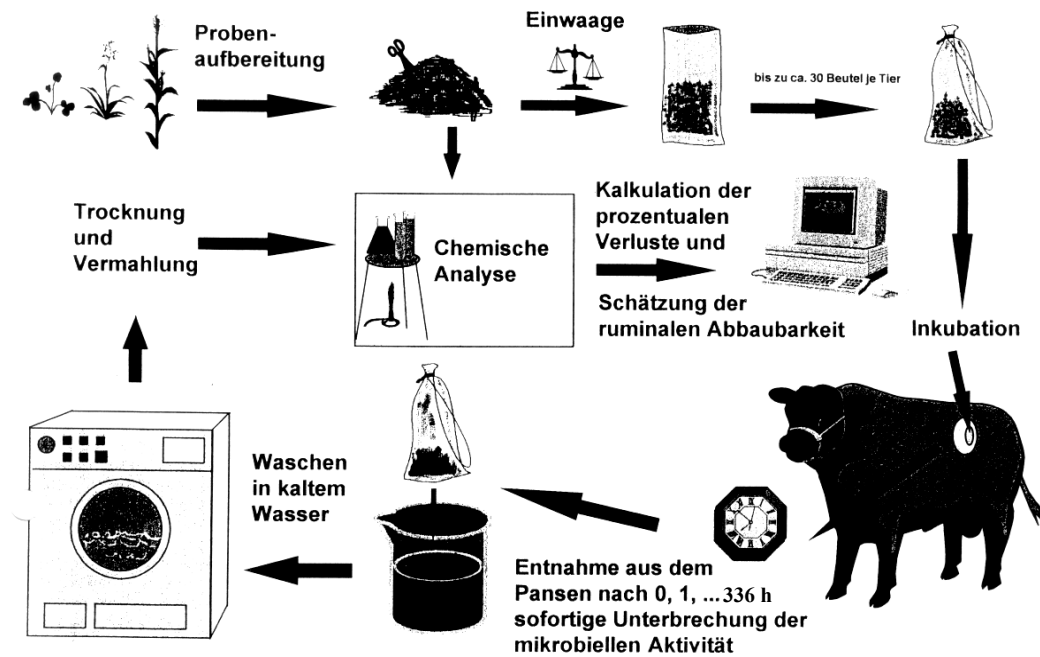 Proben-
aufbereitung
Einwaage
bis zu ca. 30 Beutel je Tier
Trocknung
und
Vermahlung
Chemische
Analyse
Kalkulation der
prozentualen
Verluste und
Schätzung der
ruminalen Abbaubarkeit
Inkubation
Waschen
in kaltem
Wasser
Entnahme aus dem
Pansen nach 0, 1, ...336 h
sofortige Unterbrechung der
mikrobiellen Aktivität